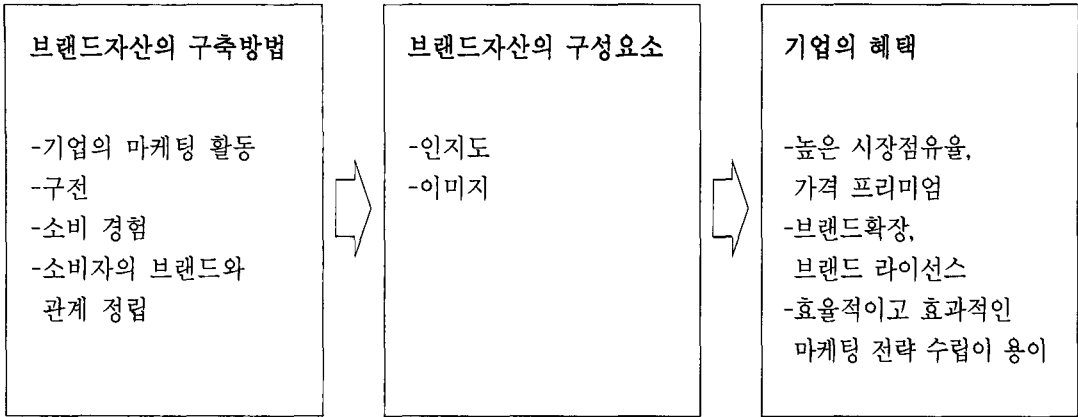 브랜드자산의 구축방법
-기업의 마케팅 활동
-구전
-소비 경험
-소비자의 브랜드와
관계 정립
브랜드자산의 구성요소
-인지도
-이미지
기업의 혜택
-높은 시장점유율,
가격 프리미엄
-브랜드확장,
브랜드 라이선스
-효율적이고 효과적인
마케팅 전략 수립이 용이